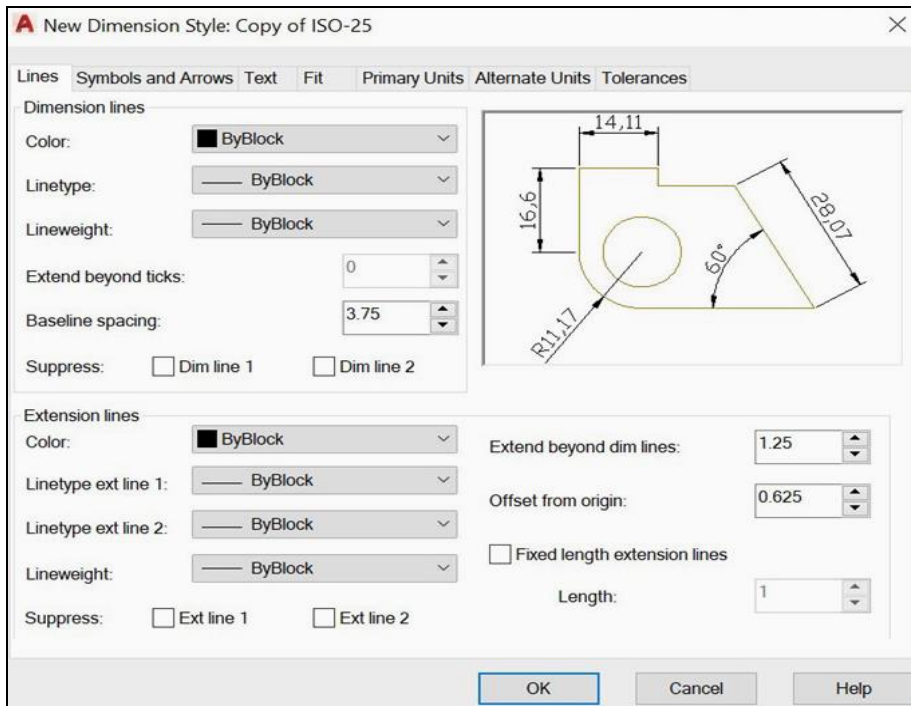 New Dimension Style: Copy of ISO-25
Lines Symbols and Arrows Text Fit Primary Units Alternate Units Tolerances
Dimension lines
Color: ByBlock
Linetype: ByBlock
Lineweight: ByBlock
Extend beyond ticks: 0
Baseline spacing: 3.75
Suppress: Dim line 1 Dim line 2
14,11
16,6
28,07
60°
R11,17
Extension lines
Color: ByBlock
Linetype ext line 1: ByBlock
Linetype ext line 2: ByBlock
Lineweight: ByBlock
Suppress: Ext line 1 Ext line 2
Extend beyond dim lines: 1.25
Offset from origin: 0.625
Fixed length extension lines
Length: 1
OK Cancel Help